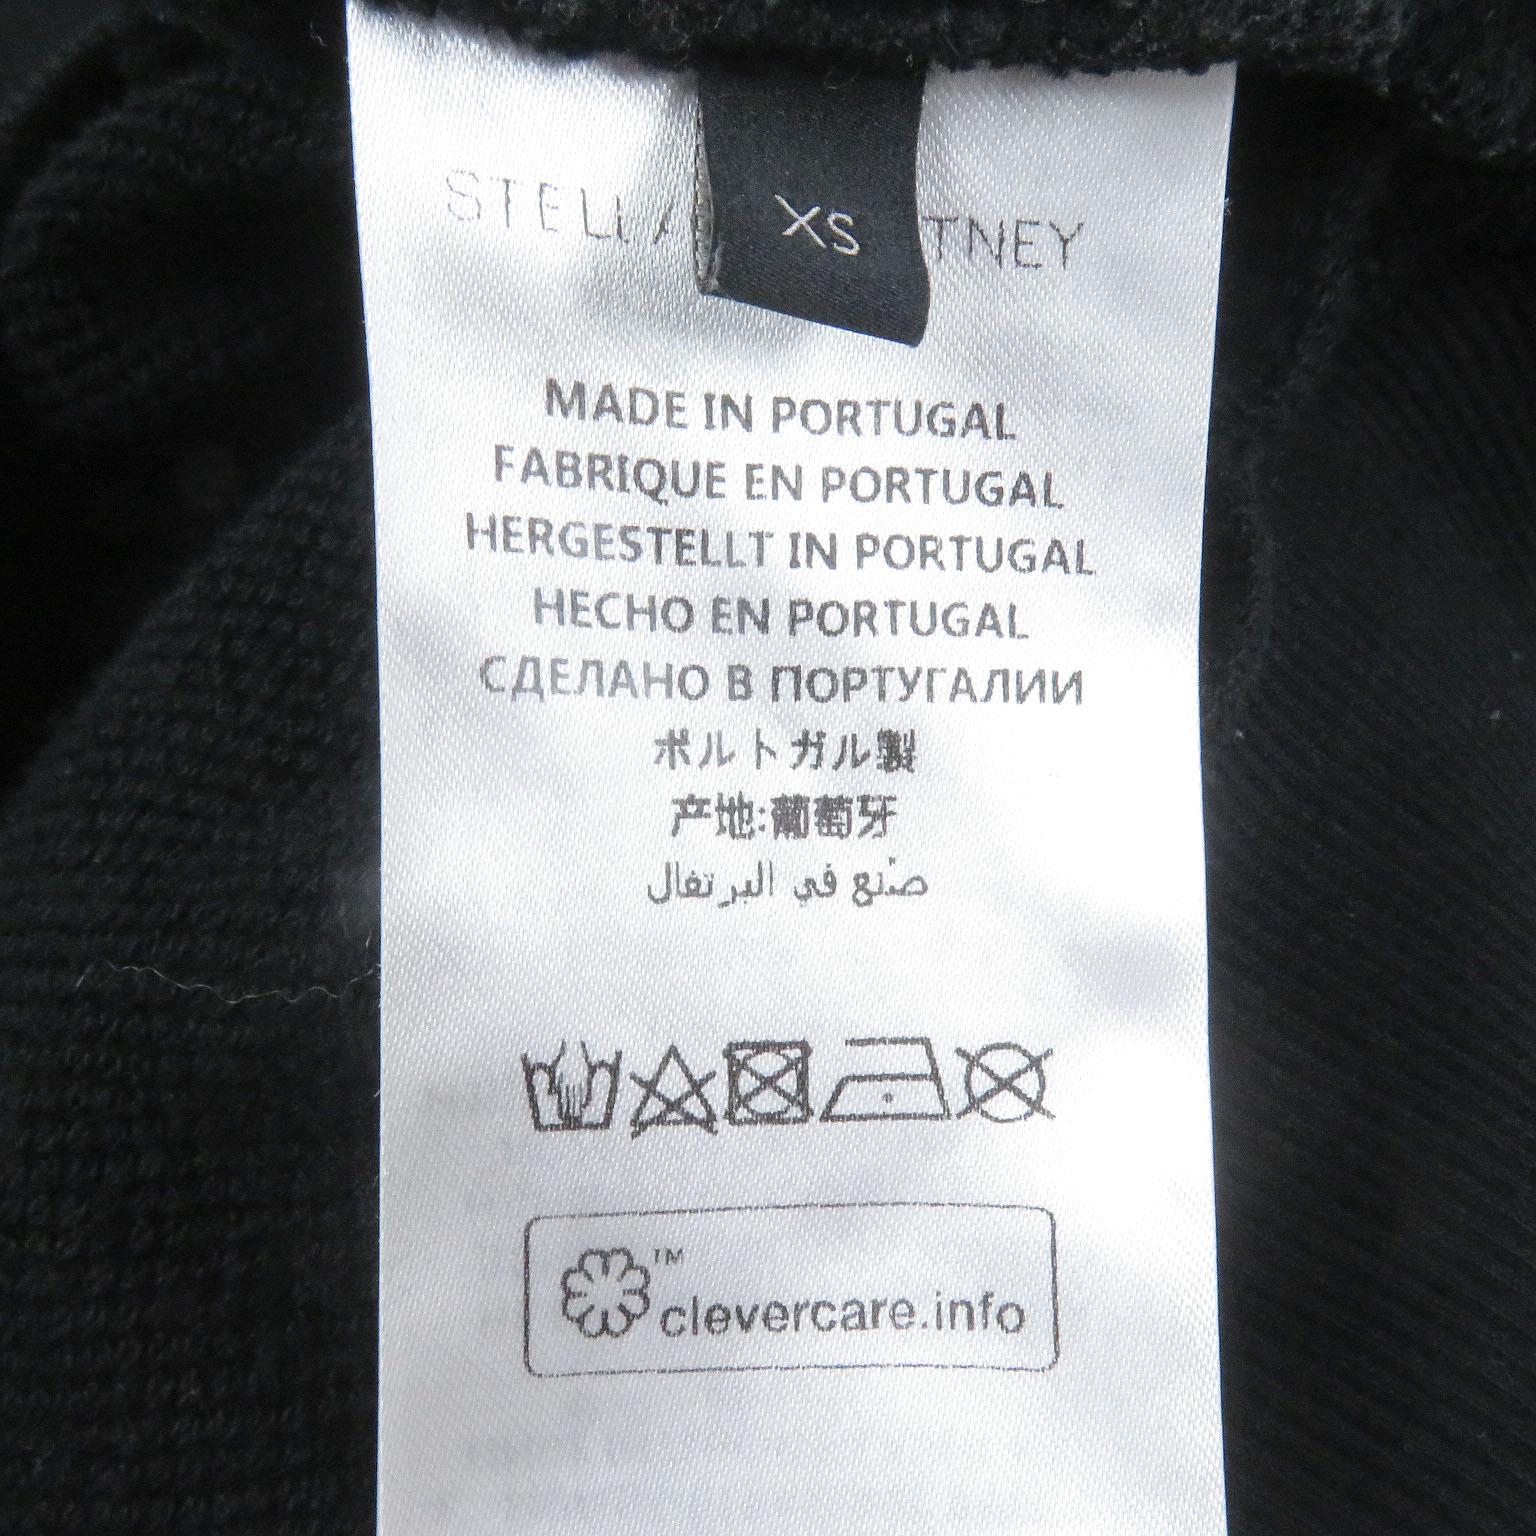 XS
TNEY
MADE IN PORTUGAL
FABRIQUE EN PORTUGAL
HERGESTELLT IN PORTUGAL
HECHO EN PORTUGAL
СДЕЛАНО В ПОРТУГАЛИИ
ポルトガル製
产地:葡萄牙
صنع في البرتغال
TM
clevercare.info